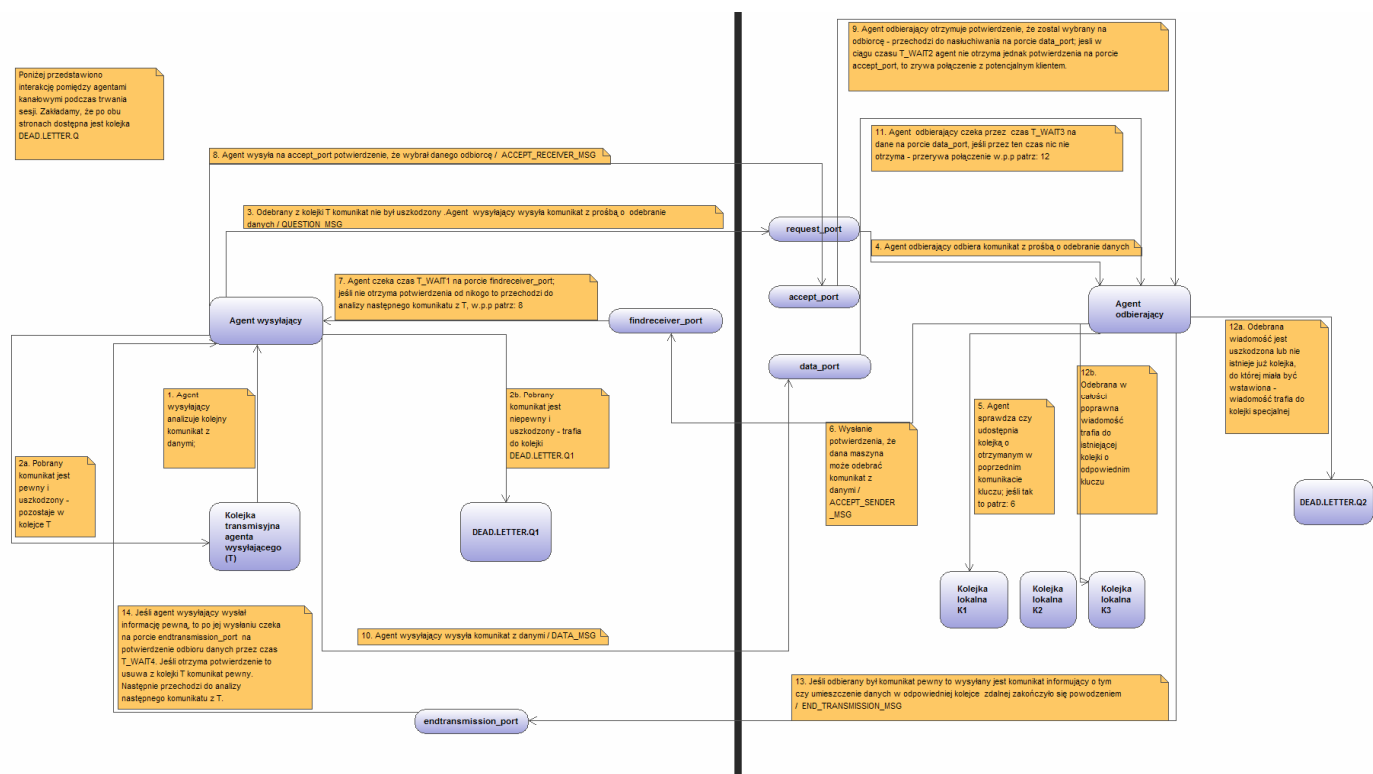 Poniżej przedstawiono
interakcję pomiędzy agentami
kanałowymi podczas trwania
sesji. Zakładamy, że po obu
stronach dostępna jest kolejka
DEAD.LETTER.Q
8. Agent wysyła na accept_port potwierdzenie, że wybrał danego odbiorcę / ACCEPT_RECEIVER_MSG
3. Odebrany z kolejki T komunikat nie był uszkodzony .Agent wysyłający wysyła komunikat z prośbą o odebranie
danych / QUESTION_MSG
7. Agent czeka czas T_WAIT1 na porcie findreceiver_port;
jeśli nie otrzyma potwierdzenia od nikogo to przechodzi do
analizy następnego komunikatu z T, w.p.p patrz: 8
Agent wysyłający
findreceiver_port
1. Agent
wysyłający
analizuje kolejny
komunikat z
danymi;
2b. Pobrany
komunikat jest
niepewny i
uszkodzony - trafia
do kolejki
DEAD.LETTER.Q1
2a. Pobrany
komunikat jest
pewny i
uszkodzony -
pozostaje w
kolejce T
Kolejka
transmisyjna
agenta
wysyłającego
(T)
DEAD.LETTER.Q1
14. Jeśli agent wysyłający wysłał
informację pewną, to po jej wysłaniu czeka
na porcie endtransmission_port na
potwierdzenie odbioru danych przez czas
T_WAIT4. Jeśli otrzyma potwierdzenie to
usuwa z kolejki T komunikat pewny.
Następnie przechodzi do analizy
następnego komunikatu z T.
10. Agent wysyłający wysyła komunikat z danymi / DATA_MSG
endtransmission_port
9. Agent odbierający otrzymuje potwierdzenie, że zostal wybrany na
odbiorcę - przechodzi do nasłuchiwania na porcie data_port; jesli w
ciągu czasu T_WAIT2 agent nie otrzyma jednak potwierdzenia na porcie
accept_port, to zrywa połączenie z potencjalnym klientem.
11. Agent odbierający czeka przez czas T_WAIT3 na
dane na porcie data_port, jeśli przez ten czas nic nie
otrzyma - przerywa połączenie w.p.p patrz: 12
request_port
4. Agent odbierający odbiera komunikat z prośbą o odebranie danych
accept_port
Agent
odbierający
data_port
12a. Odebrana
wiadomość jest
uszkodzona lub nie
istnieje już kolejka,
do której miała być
wstawiona -
wiadomość trafia do
kolejki specjalnej
12b.
Odebrana w
całości
poprawna
wiadomość
trafia do
istniejącej
kolejki o
odpowiednim
kluczu
5. Agent
sprawdza czy
udostępnia
kolejką o
otrzymanym w
poprzednim
komunikacie
kluczu; jeśli tak
to patrz: 6
6. Wysłanie
potwierdzenia, że
dana maszyna
może odebrać
komunikat z
danymi /
ACCEPT_SENDER
_MSG
DEAD.LETTER.Q2
Kolejka
lokalna
K1
Kolejka
lokalna
K2
Kolejka
lokalna
K3
13. Jeśli odbierany był komunikat pewny to wysyłany jest komunikat informujący o tym
czy umieszczenie danych w odpowiedniej kolejce zdalnej zakończyło się powodzeniem
/ END_TRANSMISSION_MSG